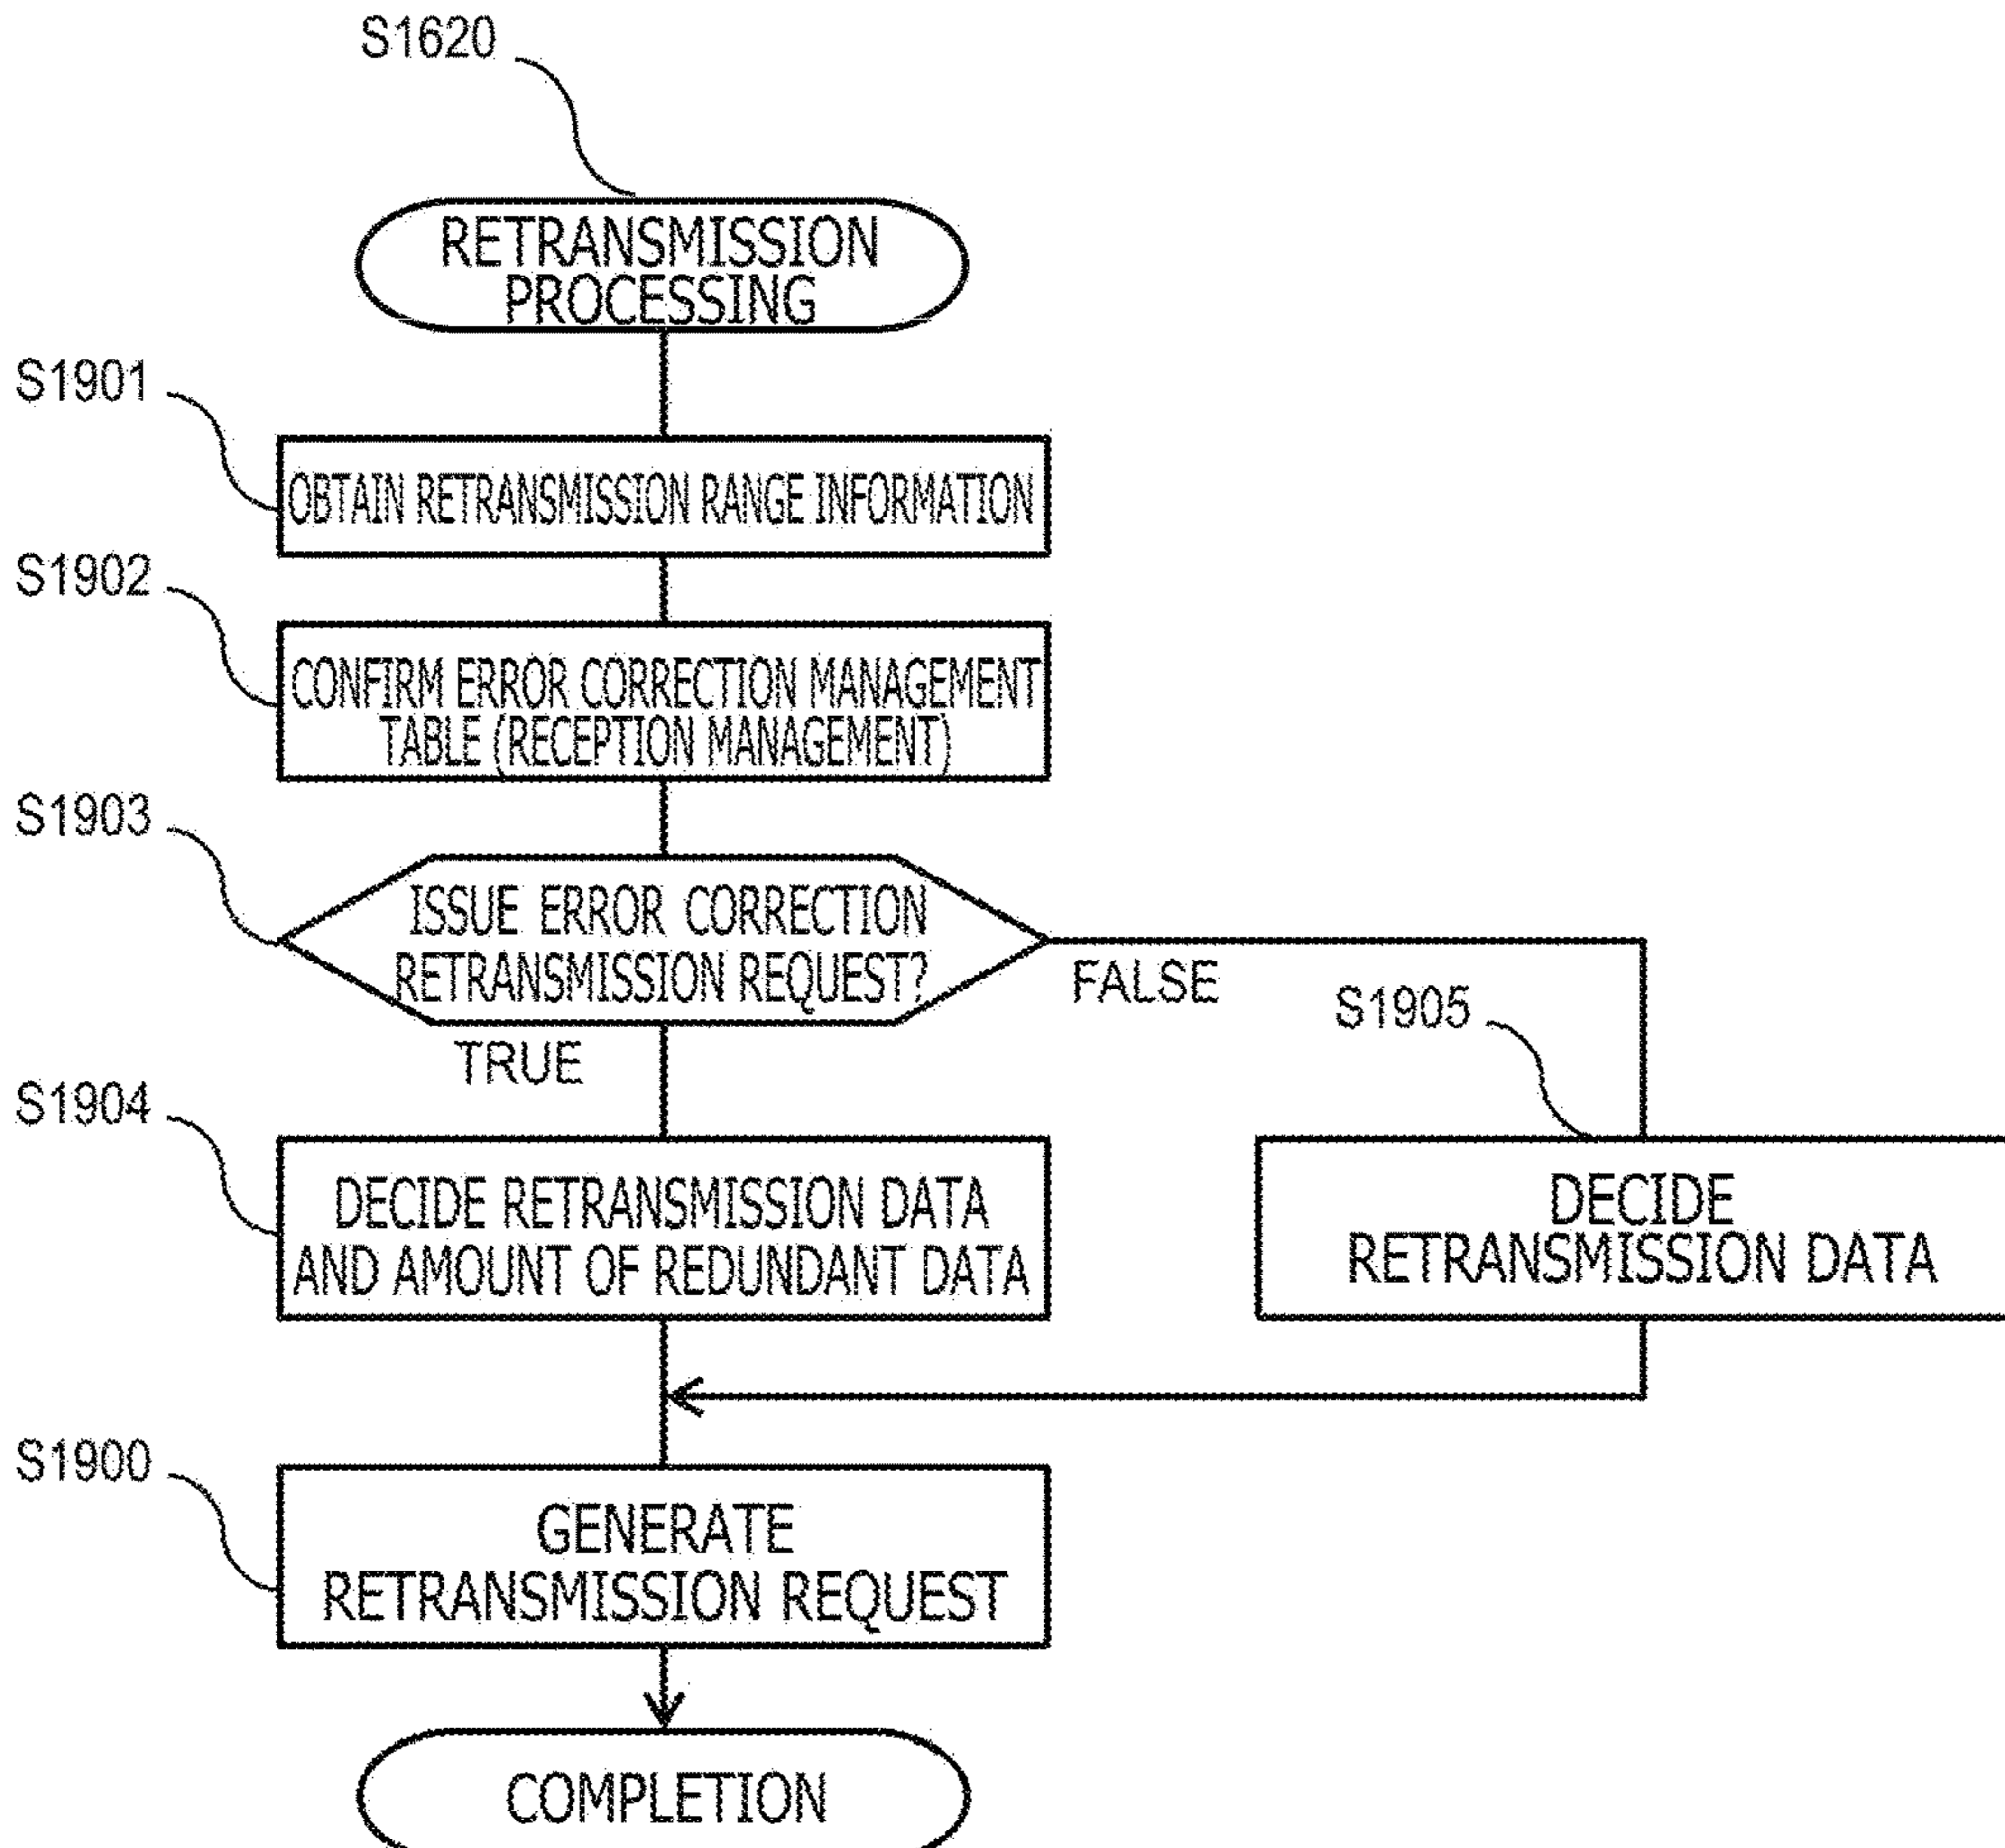 S1620
RETRANSMISSION
PROCESSING
S1901
OBTAIN RETRANSMISSION RANGE INFORMATION
S1902
CONFIRM ERROR CORRECTION MANAGEMENT
TABLE (RECEPTION MANAGEMENT)
S1903
ISSUE ERROR CORRECTION
RETRANSMISSION REQUEST?
FALSE
TRUE
S1904
DECIDE RETRANSMISSION DATA
AND AMOUNT OF REDUNDANT DATA
S1905
DECIDE
RETRANSMISSION DATA
S1900
GENERATE
RETRANSMISSION REQUEST
COMPLETION